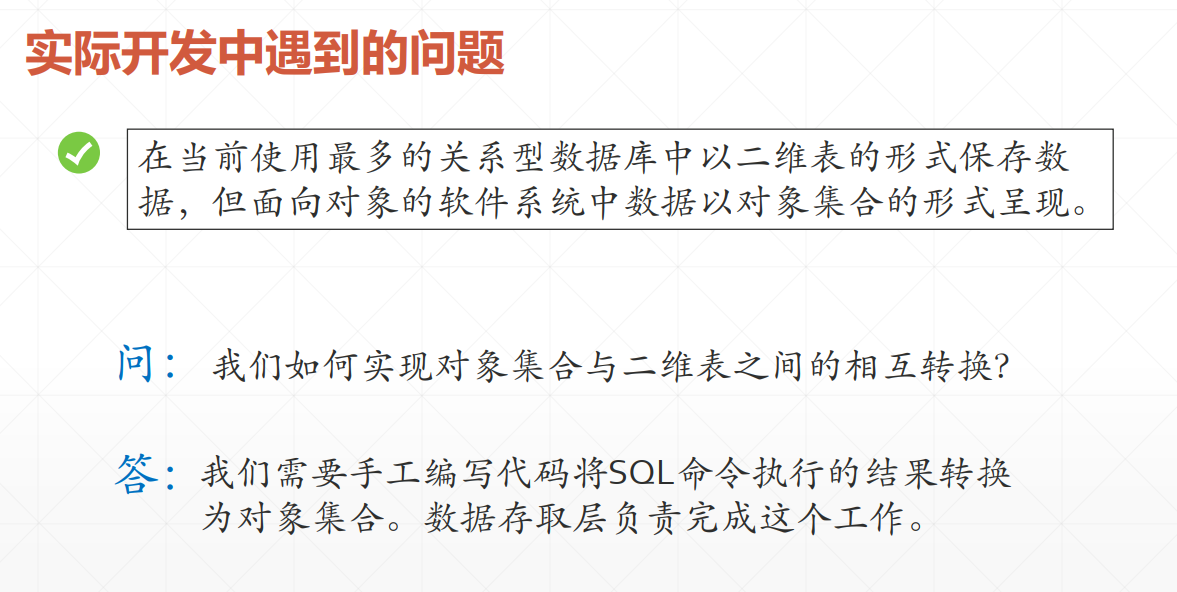 实际开发中遇到的问题
在当前使用最多的关系型数据库中以二维表的形式保存数
据，但面向对象的软件系统中数据以对象集合的形式呈现。
问： 我们如何实现对象集合与二维表之间的相互转换?
答： 我们需要手工编写代码将SQL命令执行的结果转换
为对象集合。数据存取层负责完成这个工作。